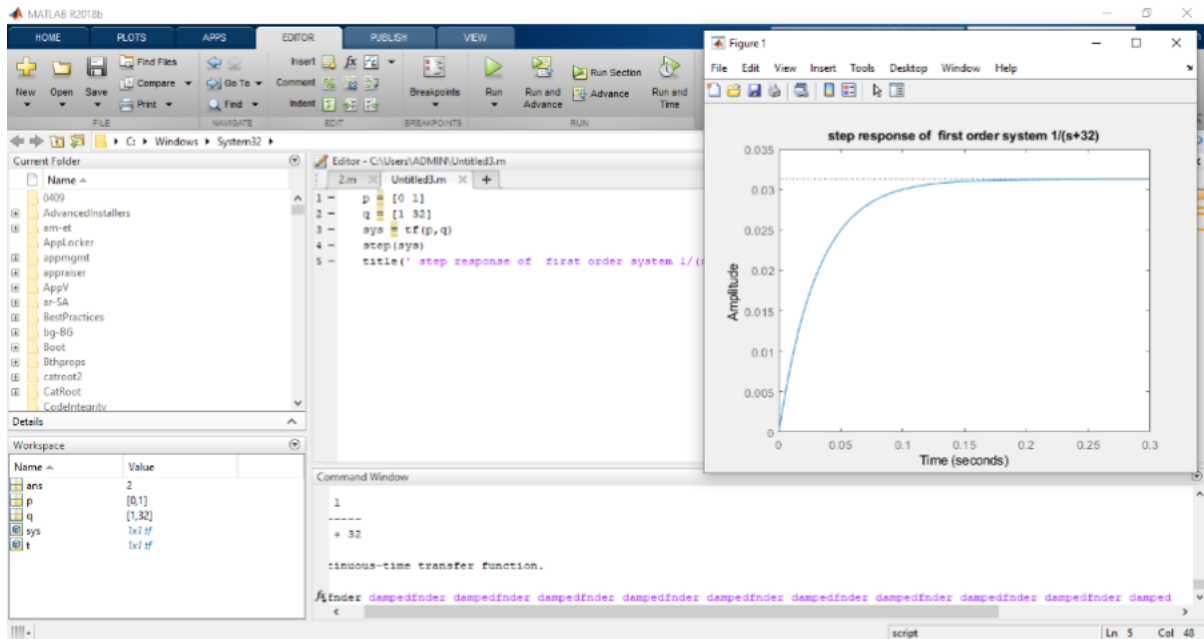 MATLAB R2018b
HOME PLOTS APPS EDITOR PUBLISH VIEW
New Open Save
Find Files
Compare
Print
FILE
Go To
Find
NAVIGATE
Insert
Comment
Indent
EDIT
Breakpoints
BREAKPOINTS
Run
Run and Advance
Run Section
Advance
Run and Time
RUN
C: Windows System32
Current Folder
Name
0409
AdvancedInstallers
am-et
AppLocker
appmgmt
appraiser
AppV
ar-SA
BestPractices
bg-BG
Boot
Bthprops
catroot2
CatRoot
CodeIntegrity
Details
Workspace
Name Value
ans 2
p [0,1]
q [1,32]
sys 1x1 tf
t 1x1 tf
Editor - C:\Users\ADMIN\Untitled3.m
2.m Untitled3.m
1 p = [0 1]
2 q = [1 32]
3 sys = tf(p,q)
4 step(sys)
5 title(' step response of  first order system 1/(
Command Window
1
-----
+ 32
tinuous-time transfer function.
fx fnder dampedfnder dampedfnder dampedfnder dampedfnder dampedfnder dampedfnder dampedfnder dampedfnder dampedfnder damped
script Ln 5 Col 48
Figure 1
File Edit View Insert Tools Desktop Window Help
step response of first order system 1/(s+32)
Amplitude
0.035
0.03
0.025
0.02
0.015
0.01
0.005
0
0 0.05 0.1 0.15 0.2 0.25 0.3
Time (seconds)